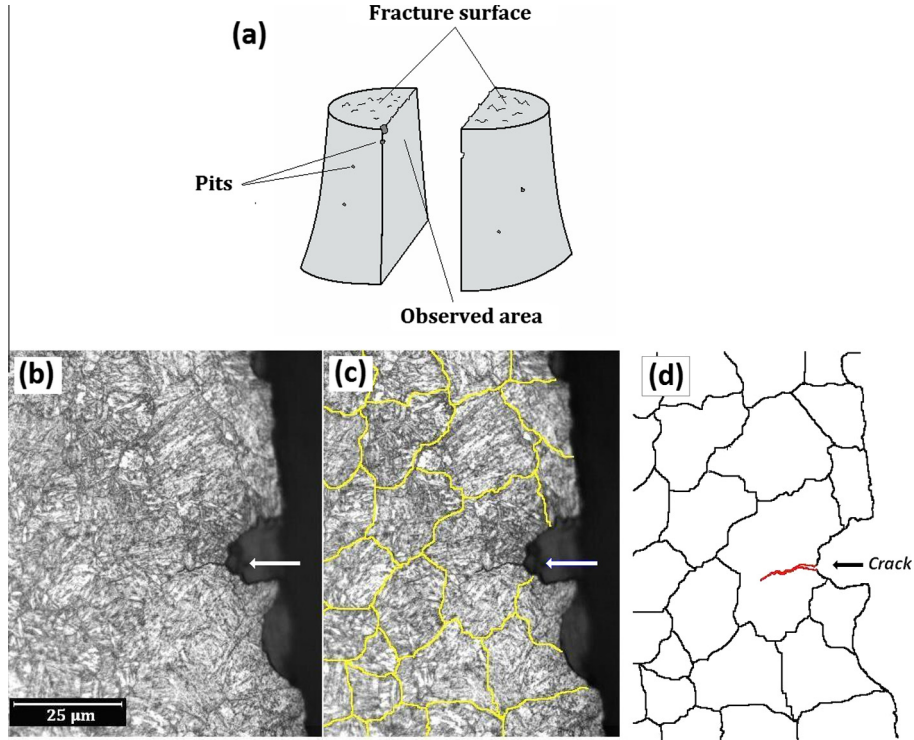 Fracture surface
(a)
Pits
Observed area
(b)
(c)
(d)
Crack
25 µm